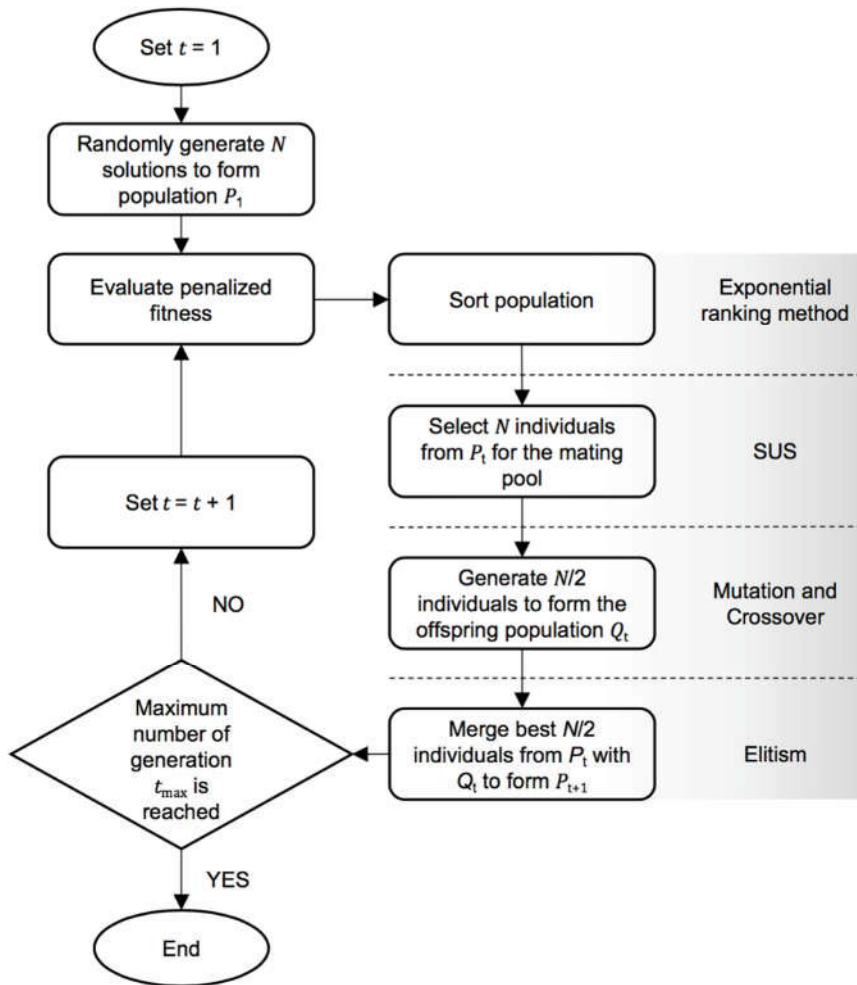 Set t = 1
Randomly generate N
solutions to form
population P₁
Evaluate penalized
fitness
Sort population
Exponential
ranking method
Select N individuals
from Pₜ for the mating
pool
SUS
Set t = t + 1
Generate N/2
individuals to form the
offspring population Qₜ
Mutation and
Crossover
NO
Merge best N/2
individuals from Pₜ with
Qₜ to form Pₜ₊₁
Elitism
Maximum
number of
generation
tₘₐₓ is
reached
YES
End